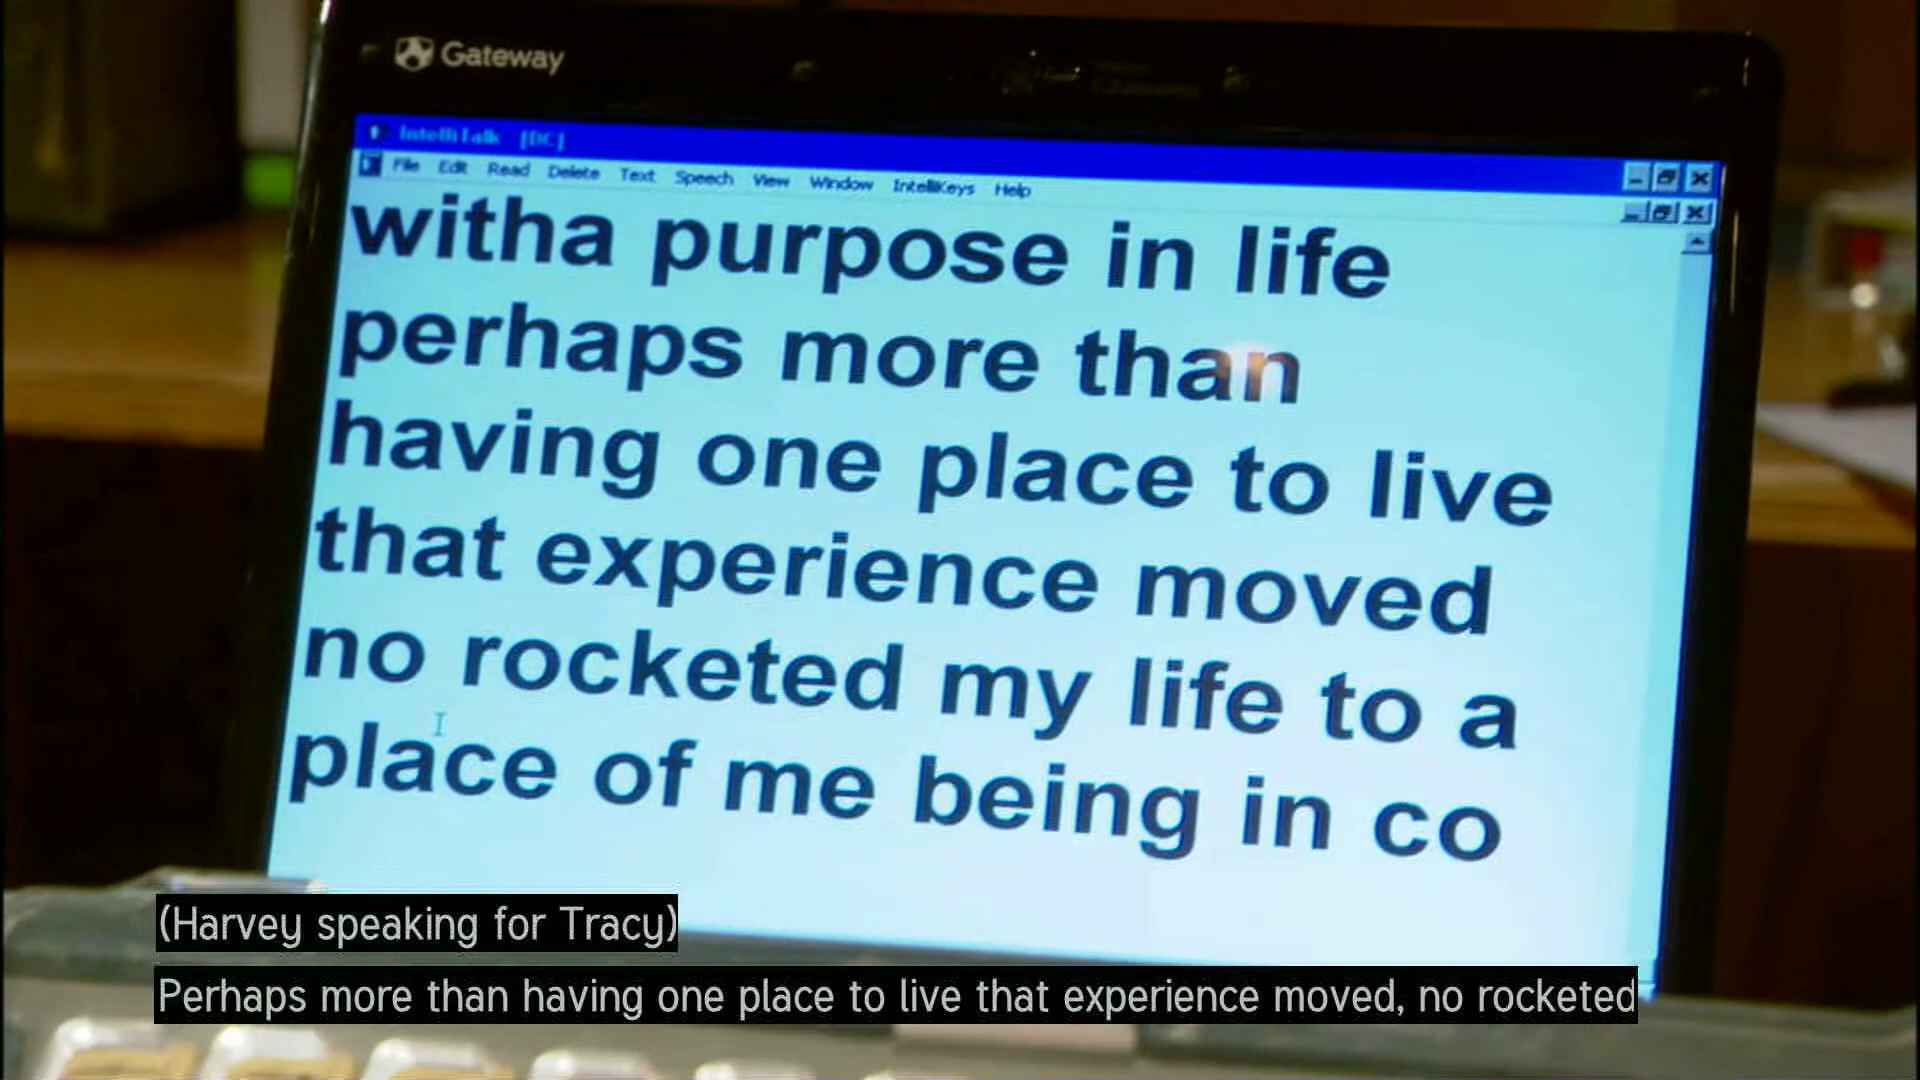 Gateway
IntelliTalk [DC]
File Edit Read Delete Text Speech View Window IntelliKeys Help
witha purpose in life
perhaps more than
having one place to live
that experience moved
no rocketed my life to a
place of me being in co
(Harvey speaking for Tracy)
Perhaps more than having one place to live that experience moved, no rocketed